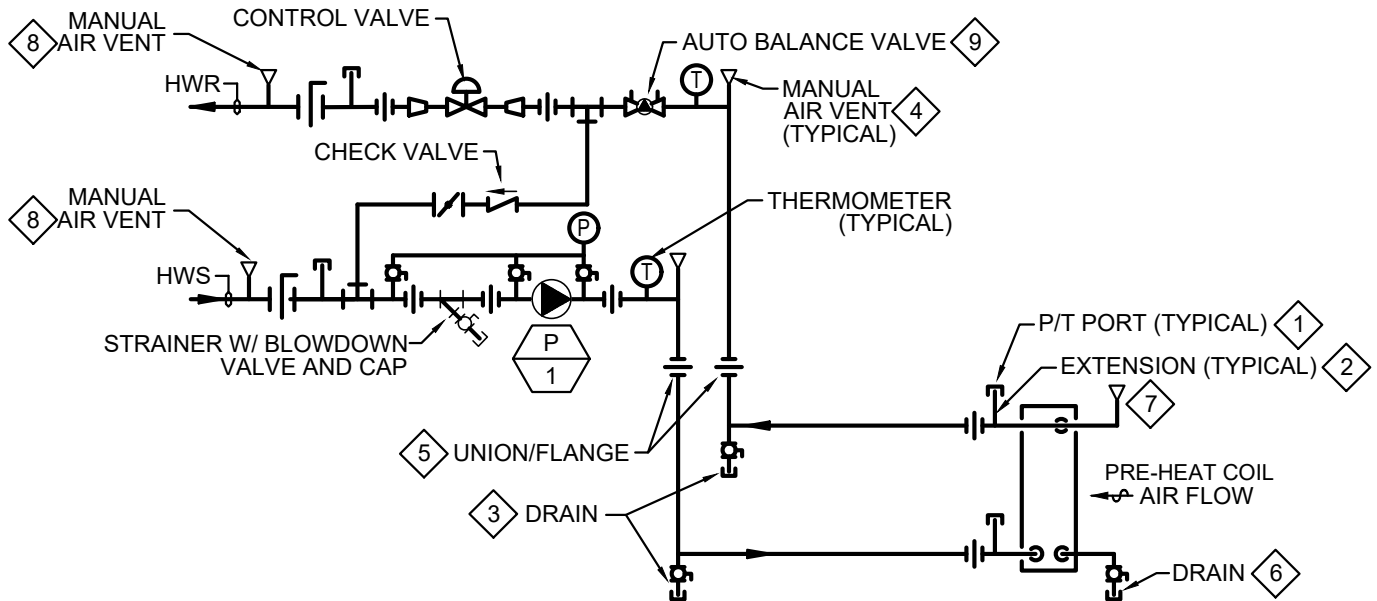 8
MANUAL
AIR VENT
CONTROL VALVE
AUTO BALANCE VALVE
9
HWR
T
MANUAL
AIR VENT
(TYPICAL)
4
CHECK VALVE
8
MANUAL
AIR VENT
THERMOMETER
(TYPICAL)
P
HWS
T
STRAINER W/ BLOWDOWN
VALVE AND CAP
P
1
P/T PORT (TYPICAL)
1
EXTENSION (TYPICAL)
2
7
5
UNION/FLANGE
PRE-HEAT COIL
AIR FLOW
3
DRAIN
DRAIN
6